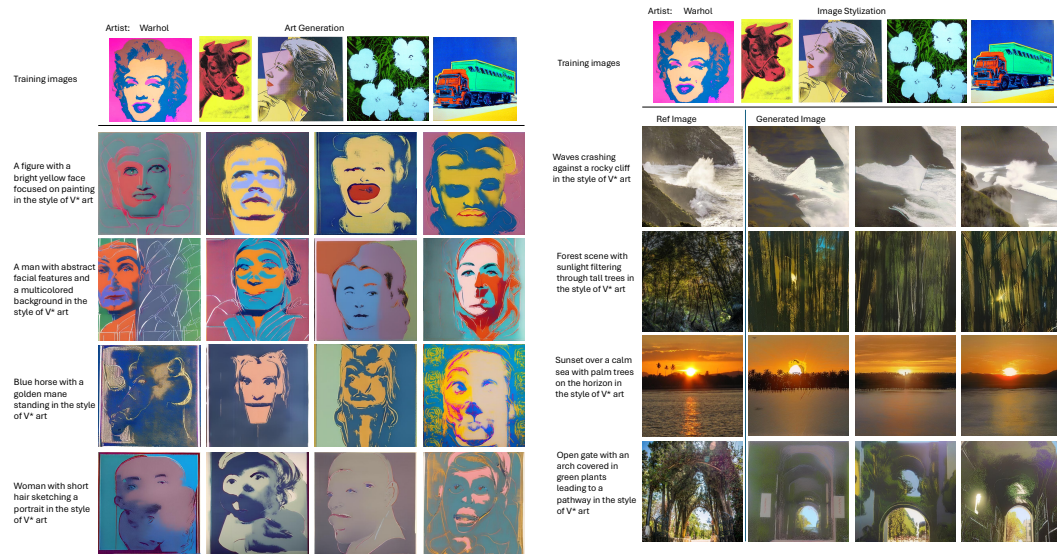 Artist: Warhol
Art Generation
Training images
A figure with a
bright yellow face
focused on painting
in the style of V* art
A man with abstract
facial features and
a multicolored
background in the
style of V* art
Blue horse with a
golden mane
standing in the style
of V* art
Woman with short
hair sketching a
portrait in the style
of V* art
Artist: Warhol
Image Stylization
Training images
Ref Image
Generated Image
Waves crashing
against a rocky cliff
in the style of V* art
Forest scene with
sunlight filtering
through tall trees in
the style of V* art
Sunset over a calm
sea with palm trees
on the horizon in
the style of V* art
Open gate with an
arch covered in
green plants
leading to a
pathway in the style
of V* art